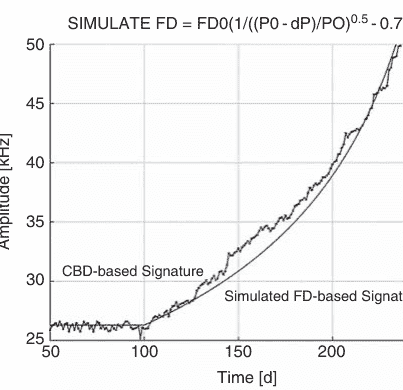 SIMULATE FD = FD0(1/((P0 - dP)/PO)^0.5 - 0.7
50
45
40
35
30
25
Amplitude [kHz]
CBD-based Signature
Simulated FD-based Signat
50 100 150 200
Time [d]